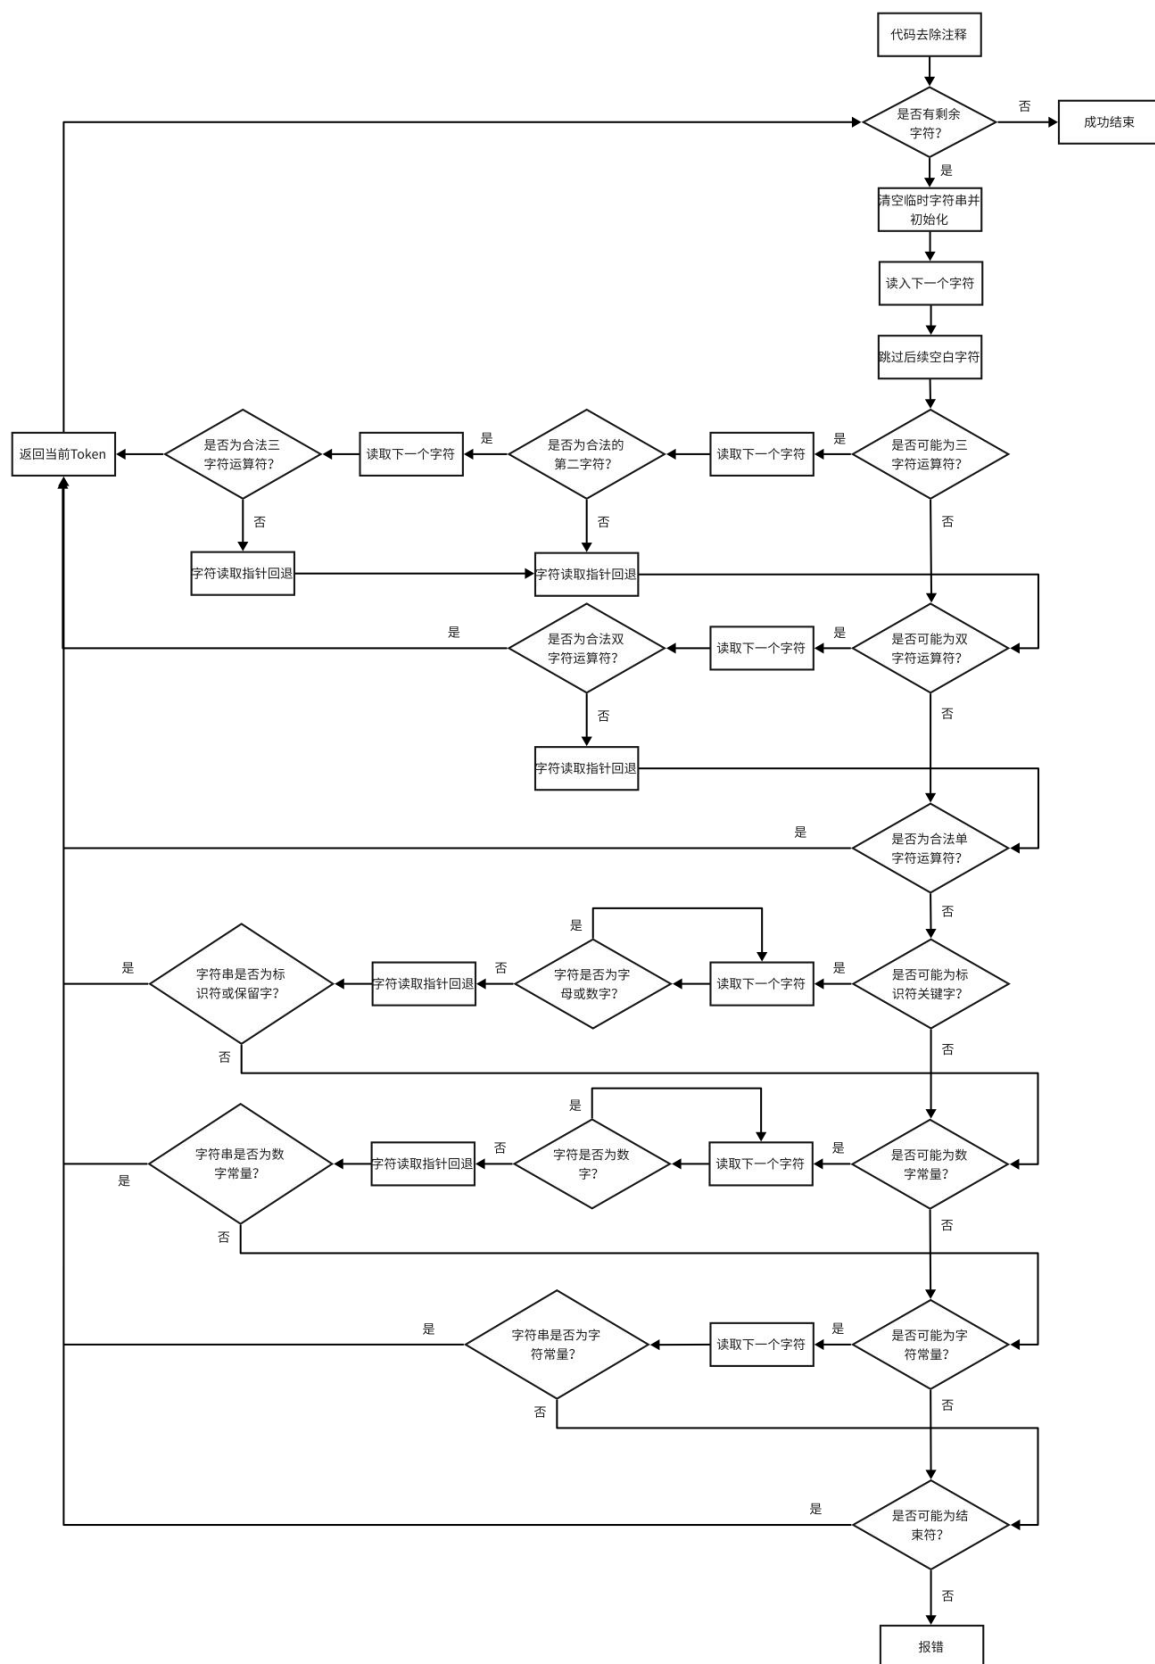 代码去除注释
否
是否有剩余
字符？
成功结束
是
清空临时字符串并
初始化
读入下一个字符
跳过后续空白字符
返回当前Token
是否为合法三
字符运算符？
读取下一个字符
是
是否为合法的
第二字符？
读取下一个字符
是
是否可能为三
字符运算符？
否
否
否
字符读取指针回退
字符读取指针回退
是
是否为合法双
字符运算符？
读取下一个字符
是
是否可能为双
字符运算符？
否
否
字符读取指针回退
是
是否为合法单
字符运算符？
否
是
字符串是否为标
识符或保留字？
字符读取指针回退
否
是
字符是否为字
母或数字？
读取下一个字符
是
是否可能为标
识符关键字？
否
否
是
字符串是否为数
字常量？
字符读取指针回退
否
是
字符是否为数
字？
读取下一个字符
是
是否可能为数
字常量？
否
否
是
字符串是否为字
符常量？
读取下一个字符
是
是否可能为字
符常量？
否
否
是
是否可能为结
束符？
否
报错